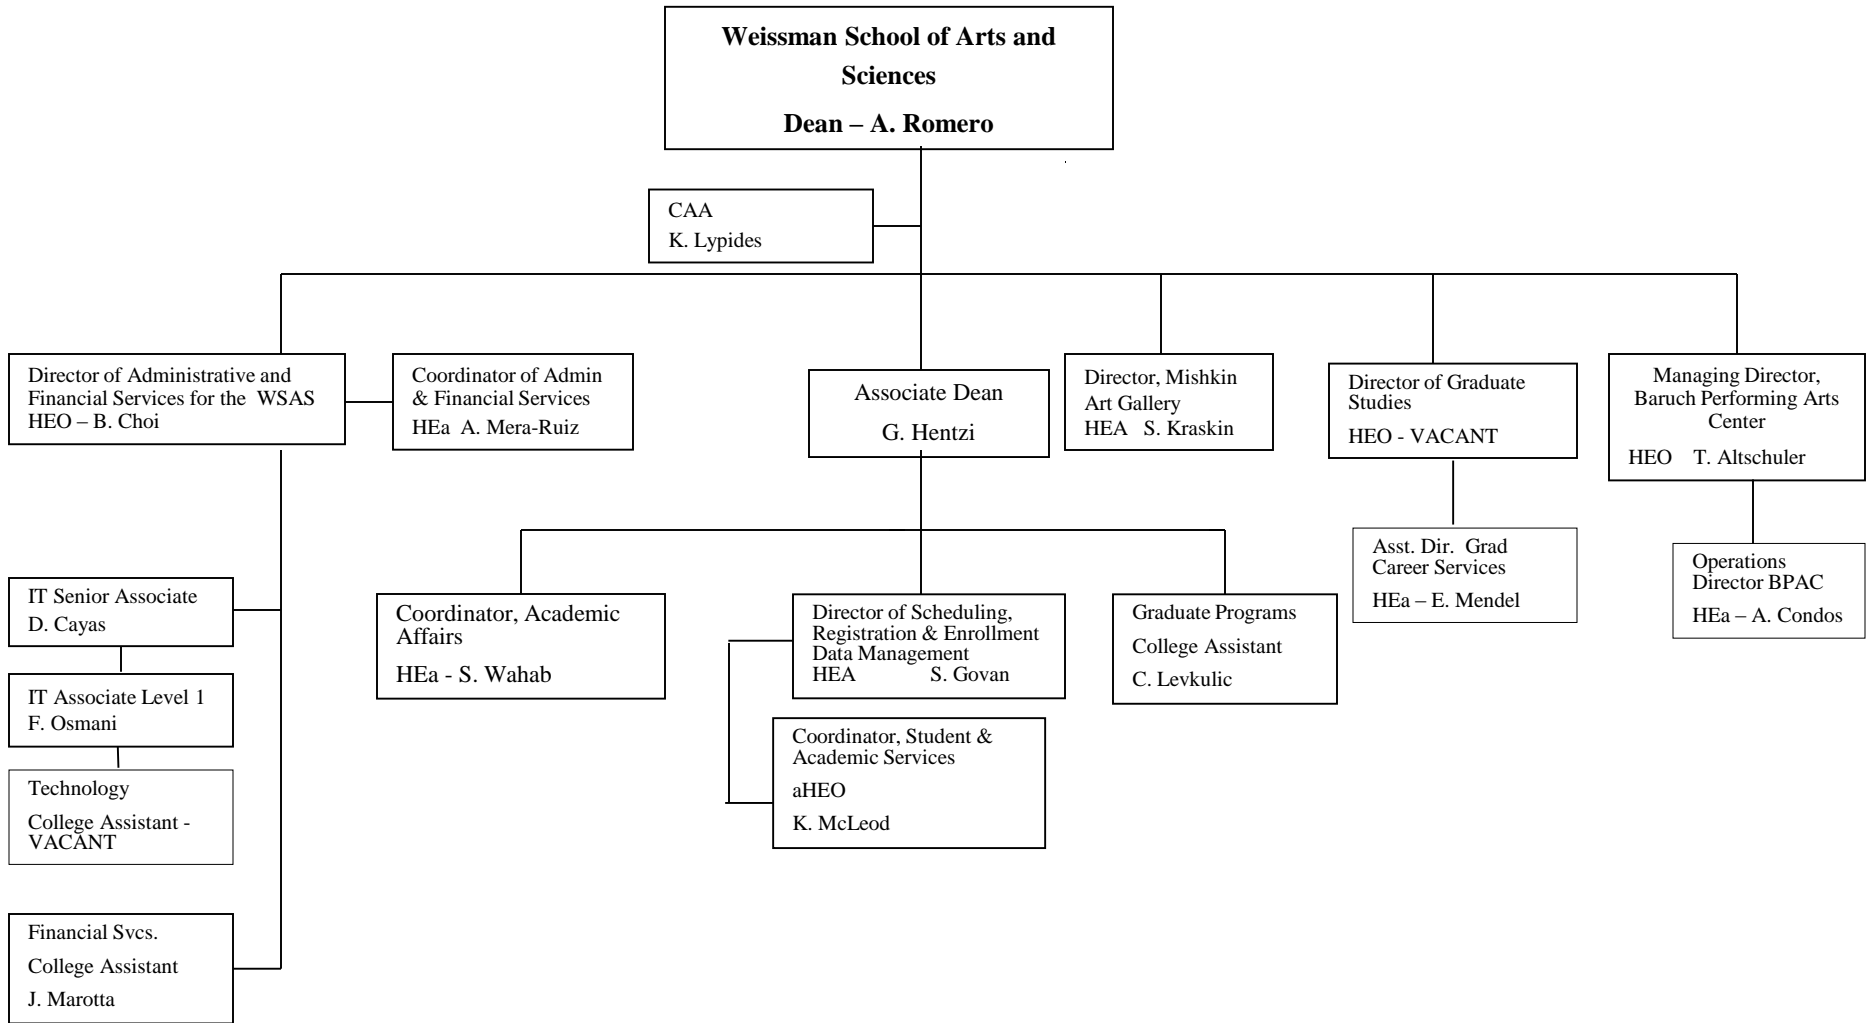 Weissman School of Arts and
Sciences
Dean – A. Romero
CAA
K. Lypides
Director of Administrative and
Financial Services for the WSAS
HEO – B. Choi
Coordinator of Admin
& Financial Services
HEa A. Mera-Ruiz
Associate Dean
G. Hentzi
Director, Mishkin
Art Gallery
HEA S. Kraskin
Director of Graduate
Studies
HEO - VACANT
Managing Director,
Baruch Performing Arts
Center
HEO T. Altschuler
IT Senior Associate
D. Cayas
IT Associate Level 1
F. Osmani
Technology
College Assistant -
VACANT
Financial Svcs.
College Assistant
J. Marotta
Coordinator, Academic
Affairs
HEa - S. Wahab
Director of Scheduling,
Registration & Enrollment
Data Management
HEA S. Govan
Coordinator, Student &
Academic Services
aHEO
K. McLeod
Graduate Programs
College Assistant
C. Levkulic
Asst. Dir. Grad
Career Services
HEa – E. Mendel
Operations
Director BPAC
HEa – A. Condos